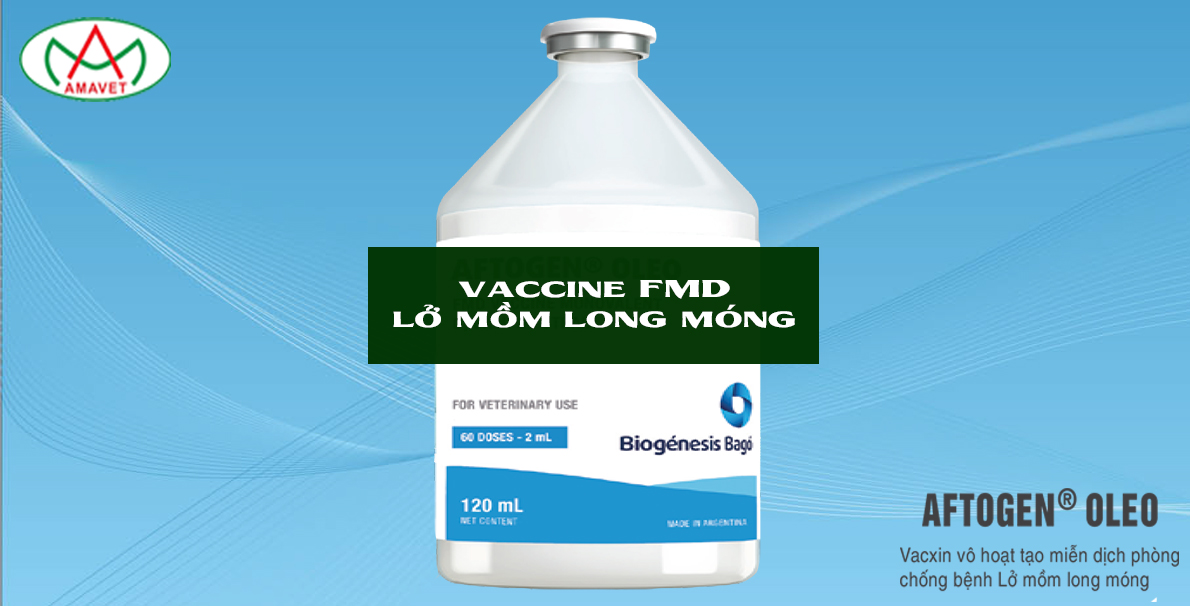 AMAVET
AFTOGEN® OLEO
VACCINE FMD
LỞ MỒM LONG MÓNG
FOR VETERINARY USE
60 DOSES - 2 mL
Biogénesis Bagó
120 mL
NET CONTENT
MADE IN ARGENTINA
AFTOGEN® OLEO
Vacxin vô hoạt tạo miễn dịch phòng
chống bệnh Lở mồm long móng